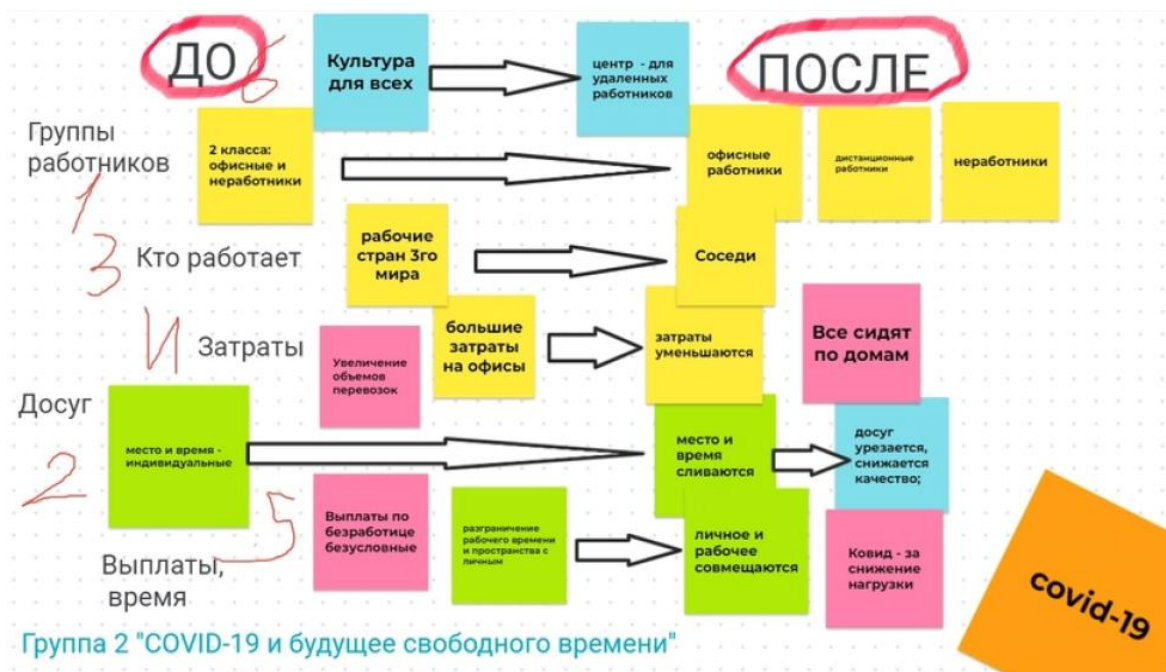 ДО
6
Культура
для всех
центр - для
удаленных
работников
ПОСЛЕ
Группы
работников
1
2 класса:
офисные и
неработники
офисные
работники
дистанционные
работники
неработники
3
Кто работает
рабочие
стран 3го
мира
Соседи
И
Затраты
Увеличение
объемов
перевозок
большие
затраты
на офисы
затраты
уменьшаются
Все сидят
по домам
Досуг
2
место и время -
индивидуальные
место и
время
сливаются
досуг
урезается,
снижается
качество;
5
Выплаты,
время
Выплаты по
безработице
безусловные
разграничение
рабочего времени
и пространства с
личным
личное и
рабочее
совмещаются
Ковид - за
снижение
нагрузки
covid-19
Группа 2 "COVID-19 и будущее свободного времени"